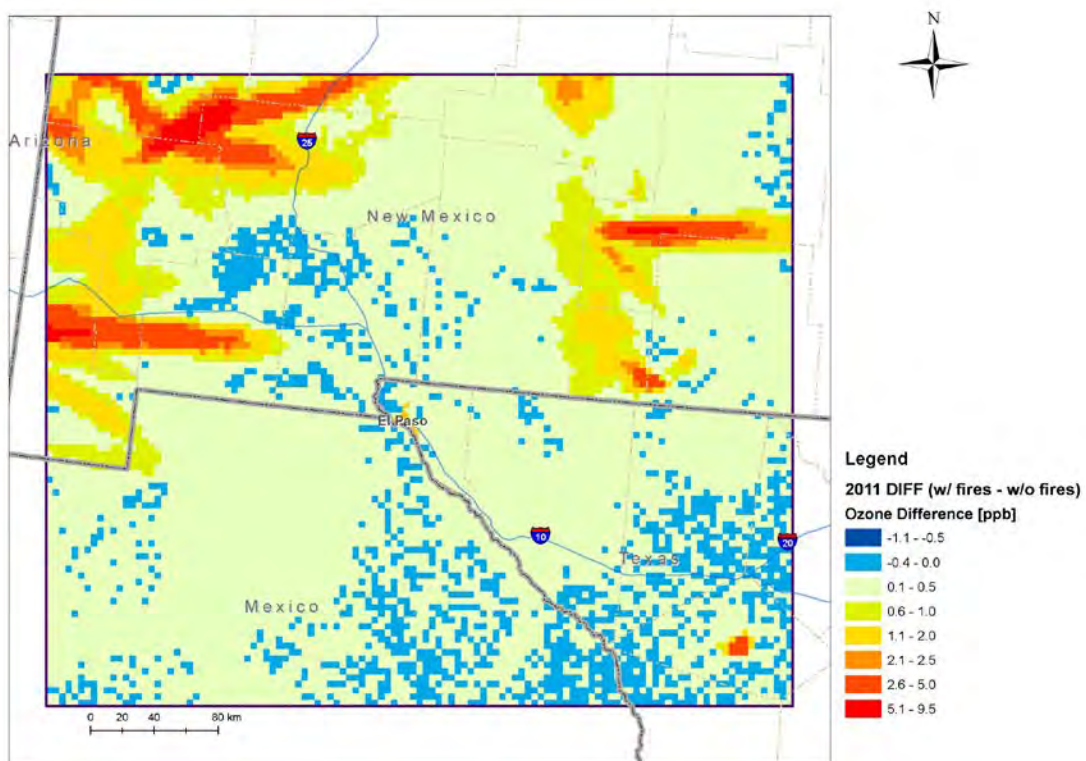 N
Arizona
25
New Mexico
El Paso
10
20
Texas
Mexico
0 20 40 80 km
Legend
2011 DIFF (w/ fires - w/o fires)
Ozone Difference [ppb]
-1.1 - -0.5
-0.4 - 0.0
0.1 - 0.5
0.6 - 1.0
1.1 - 2.0
2.1 - 2.5
2.6 - 5.0
5.1 - 9.5